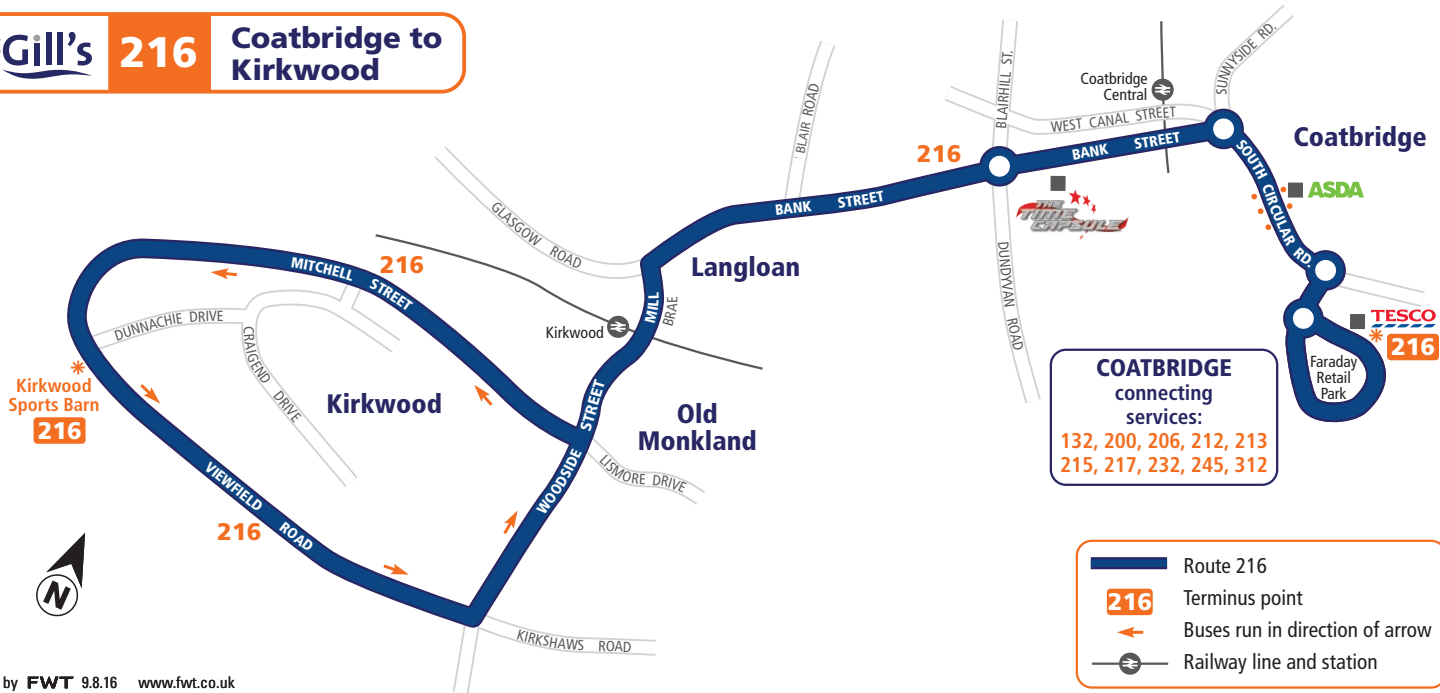 Gill's
216
Coatbridge to
Kirkwood
SUNNYSIDE RD.
BLAIRHILL ST.
Coatbridge
Central
WEST CANAL STREET
BLAIR ROAD
216
BANK STREET
Coatbridge
SOUTH CIRCULAR RD.
ASDA
THE
TIME
CAPSULE
BANK STREET
GLASGOW ROAD
Langloan
DUNDYVAN ROAD
MITCHELL STREET
216
MILL
BRAE
Kirkwood
DUNNACHIE DRIVE
CRAIGEND DRIVE
TESCO
216
Faraday
Retail
Park
Kirkwood
Sports Barn
216
Kirkwood
Old
Monkland
COATBRIDGE
connecting
services:
132, 200, 206, 212, 213
215, 217, 232, 245, 312
WOODSIDE STREET
LISMORE DRIVE
VIEWFIELD ROAD
216
N
KIRKSHAWS ROAD
Route 216
216
Terminus point
Buses run in direction of arrow
Railway line and station
by FWT 9.8.16 www.fwt.co.uk